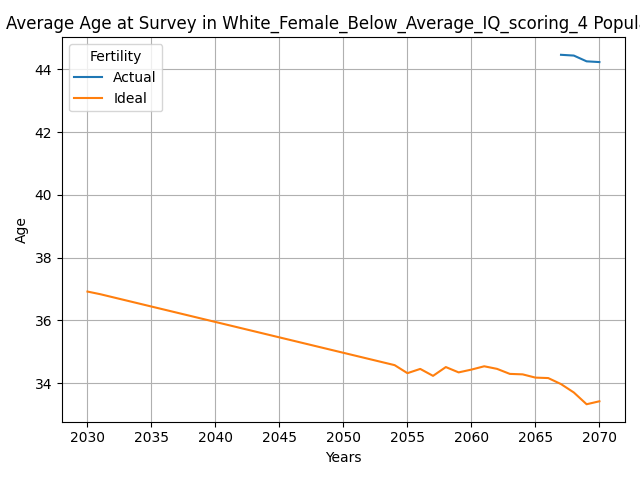 Average Age at Survey in White_Female_Below_Average_IQ_scoring_4
Fertility
Actual
Ideal
44
42
40
38
36
34
Age
2030 2035 2040 2045 2050 2055 2060 2065 2070
Years